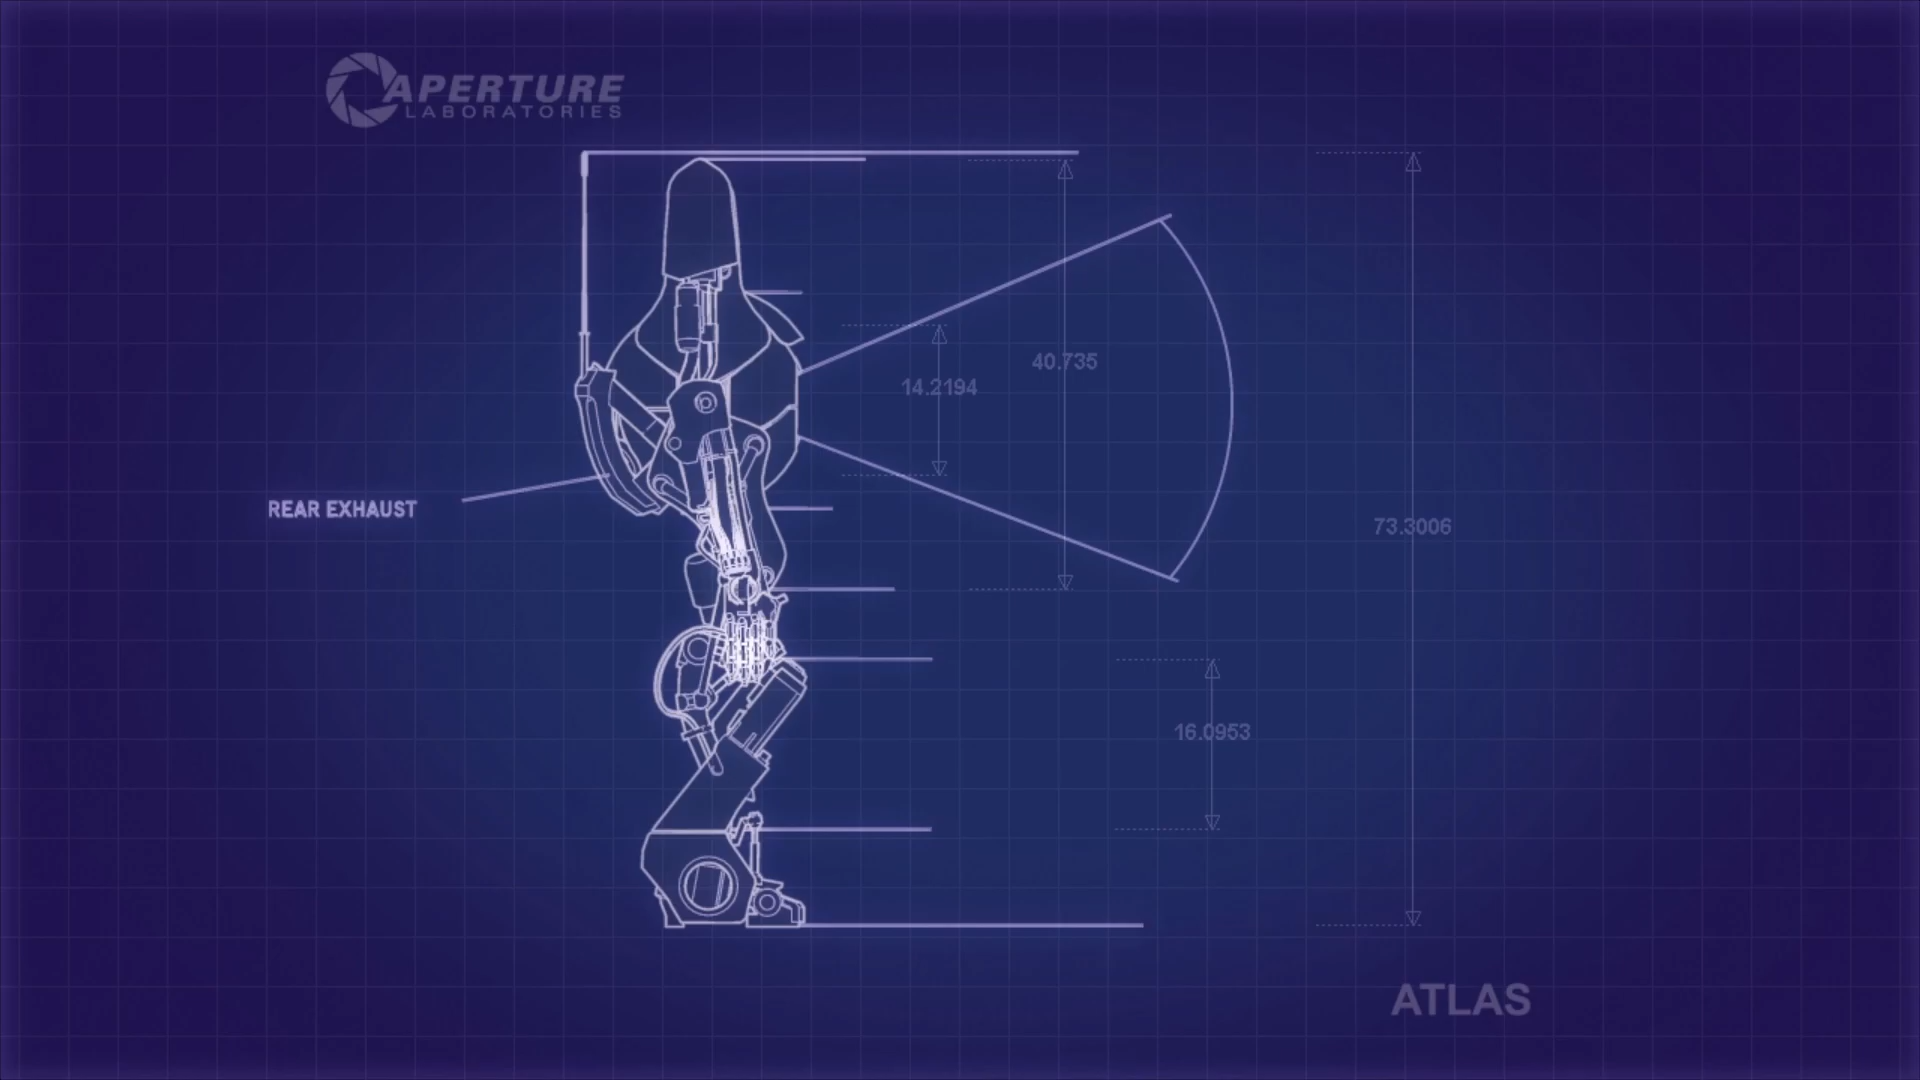 APERTURE
LABORATORIES
40.735
14.2194
REAR EXHAUST
73.3006
16.0953
ATLAS